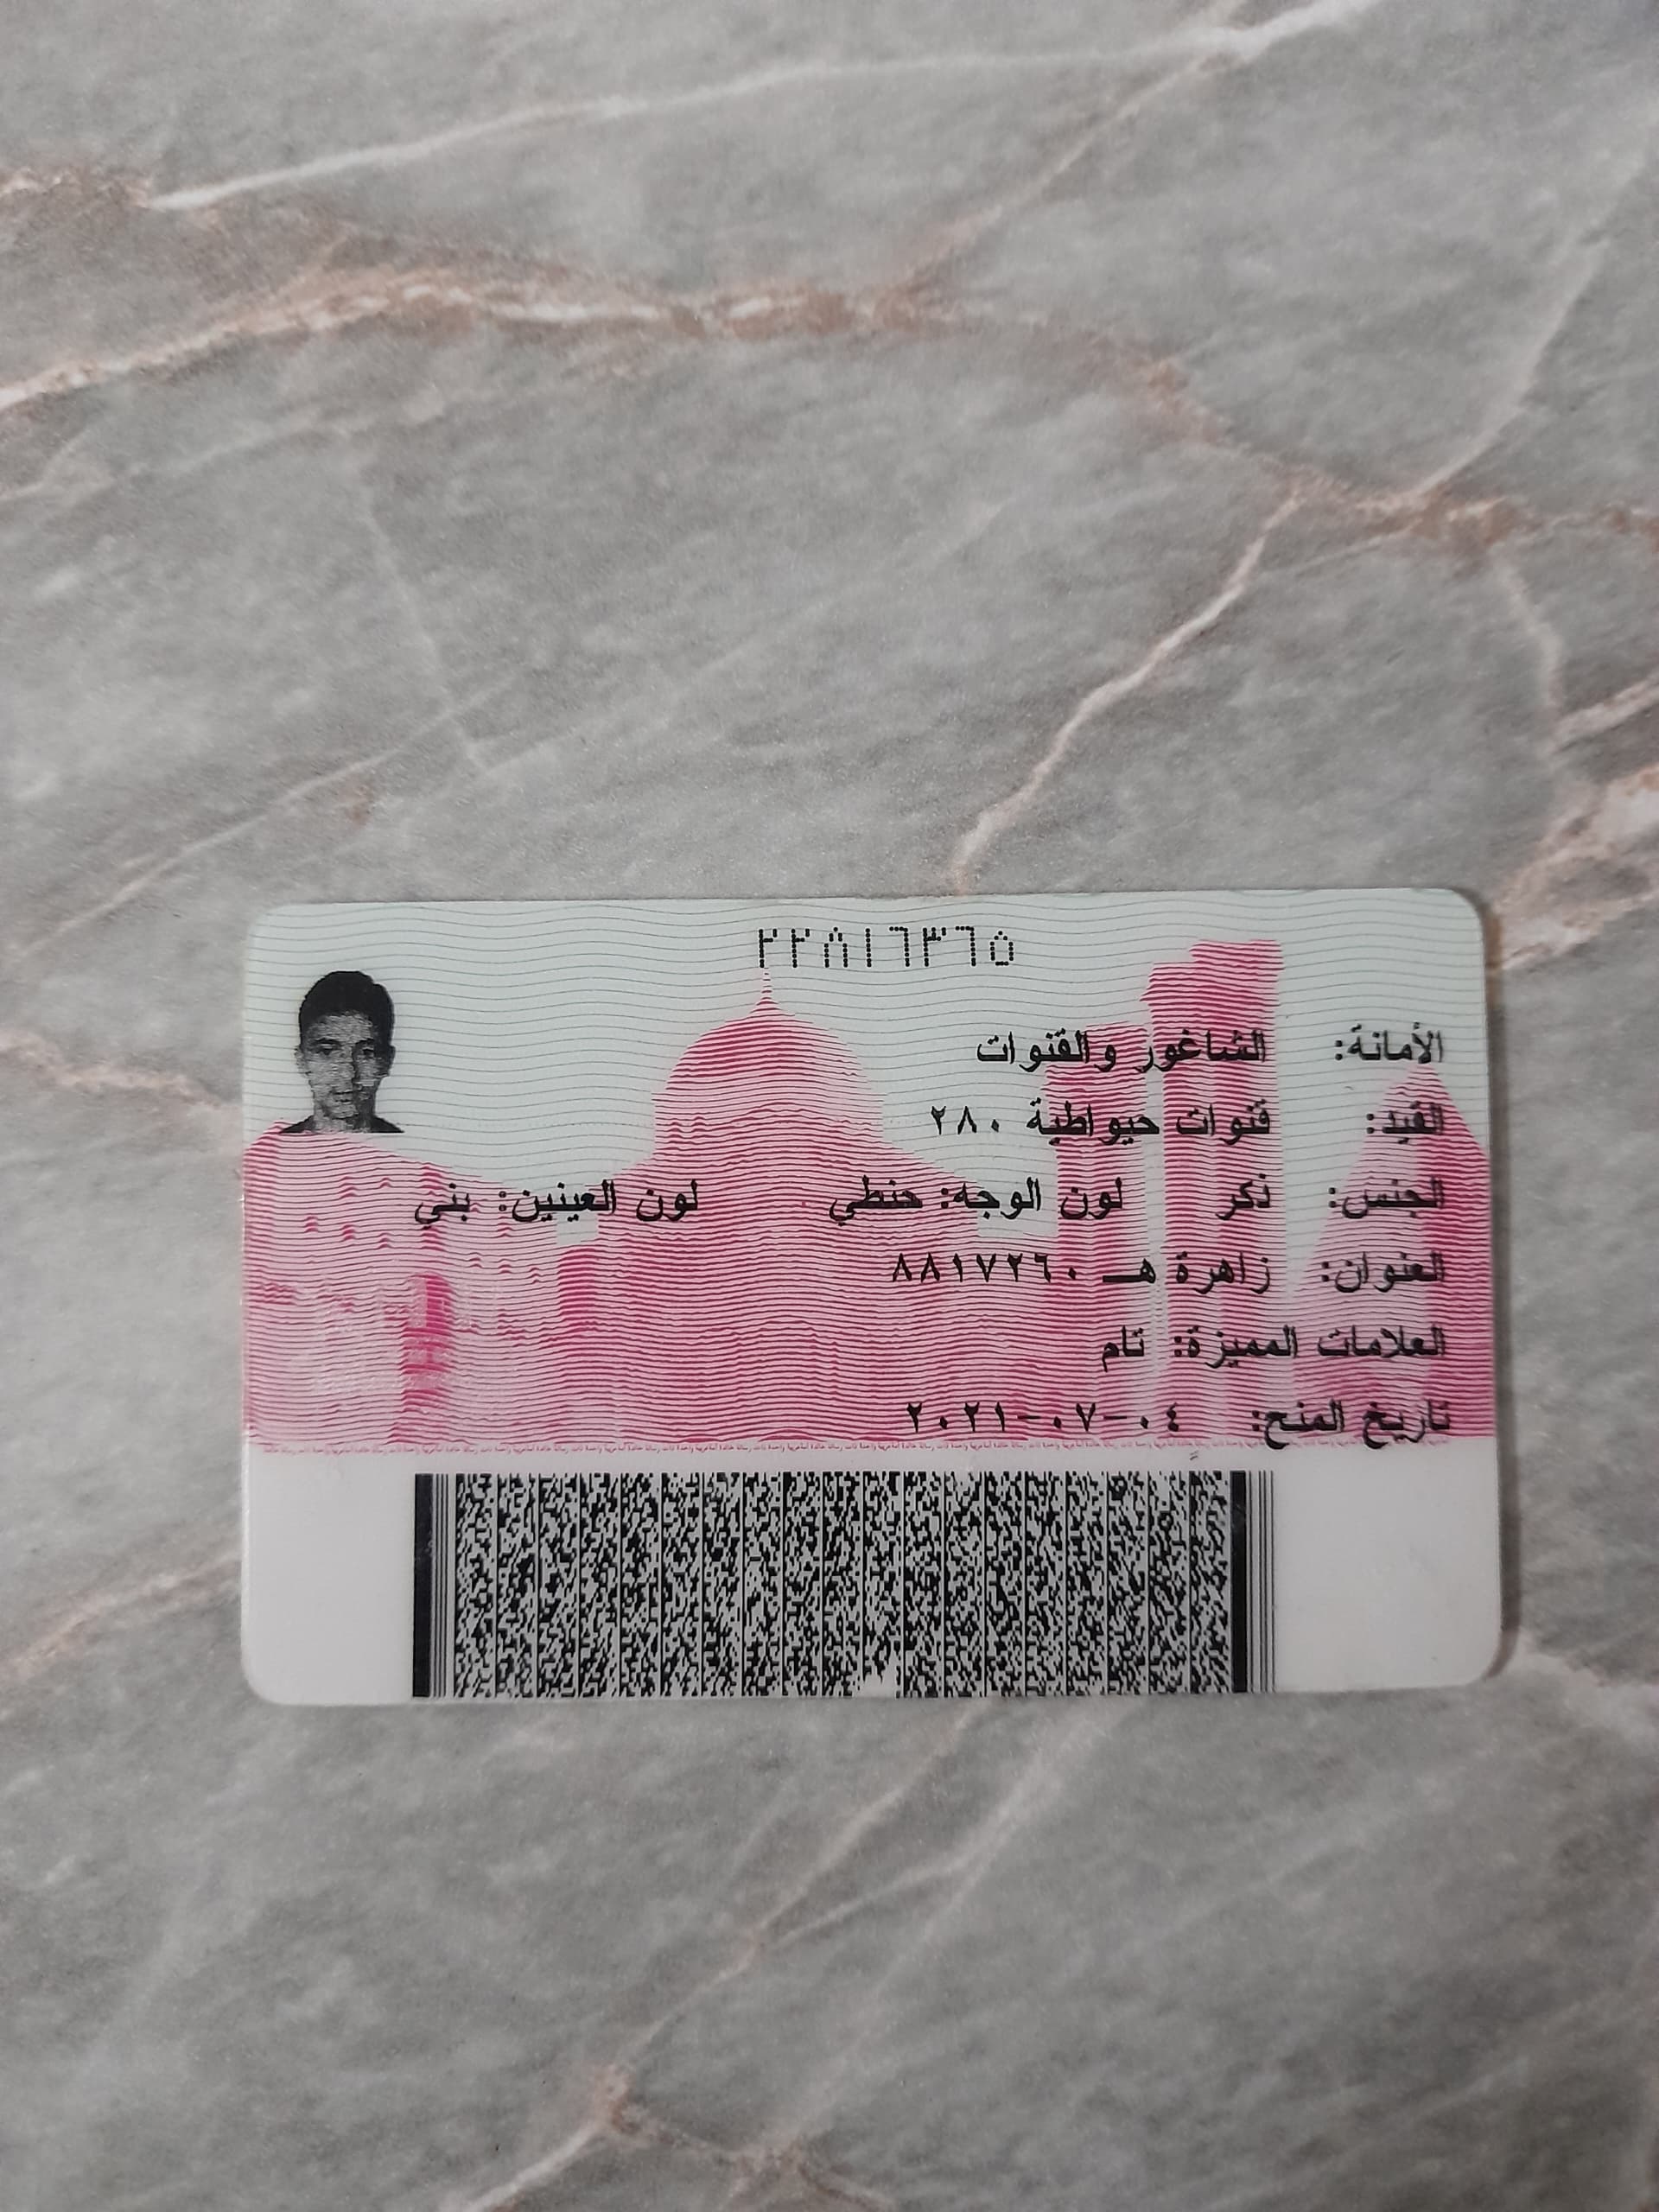 ٢٢٨١٦٣٦٥
الأمانة: الشاغور والقنوات
القيد: قنوات حيواطية ٢٨٠
الجنس: ذكر لون الوجه: حنطي لون العينين: بني
العنوان: زاهرة هـ ٨٨١٧٢٦٠
العلامات المميزة: تام
تاريخ المنح: ٢٠٢١-٠٧-٠٤